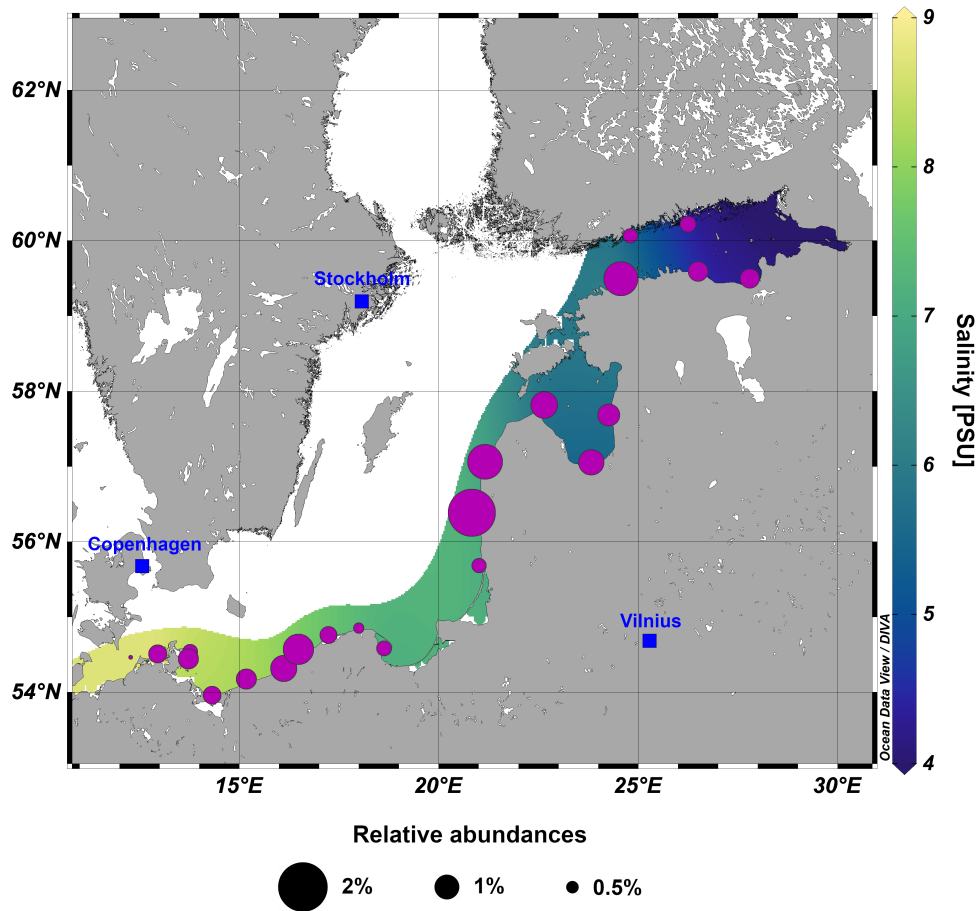 62°N
60°N
58°N
56°N
54°N
15°E
20°E
25°E
30°E
Stockholm
Copenhagen
Vilnius
9
8
7
6
5
4
Salinity [PSU]
Ocean Data View / DIVA
Relative abundances
2%
1%
0.5%